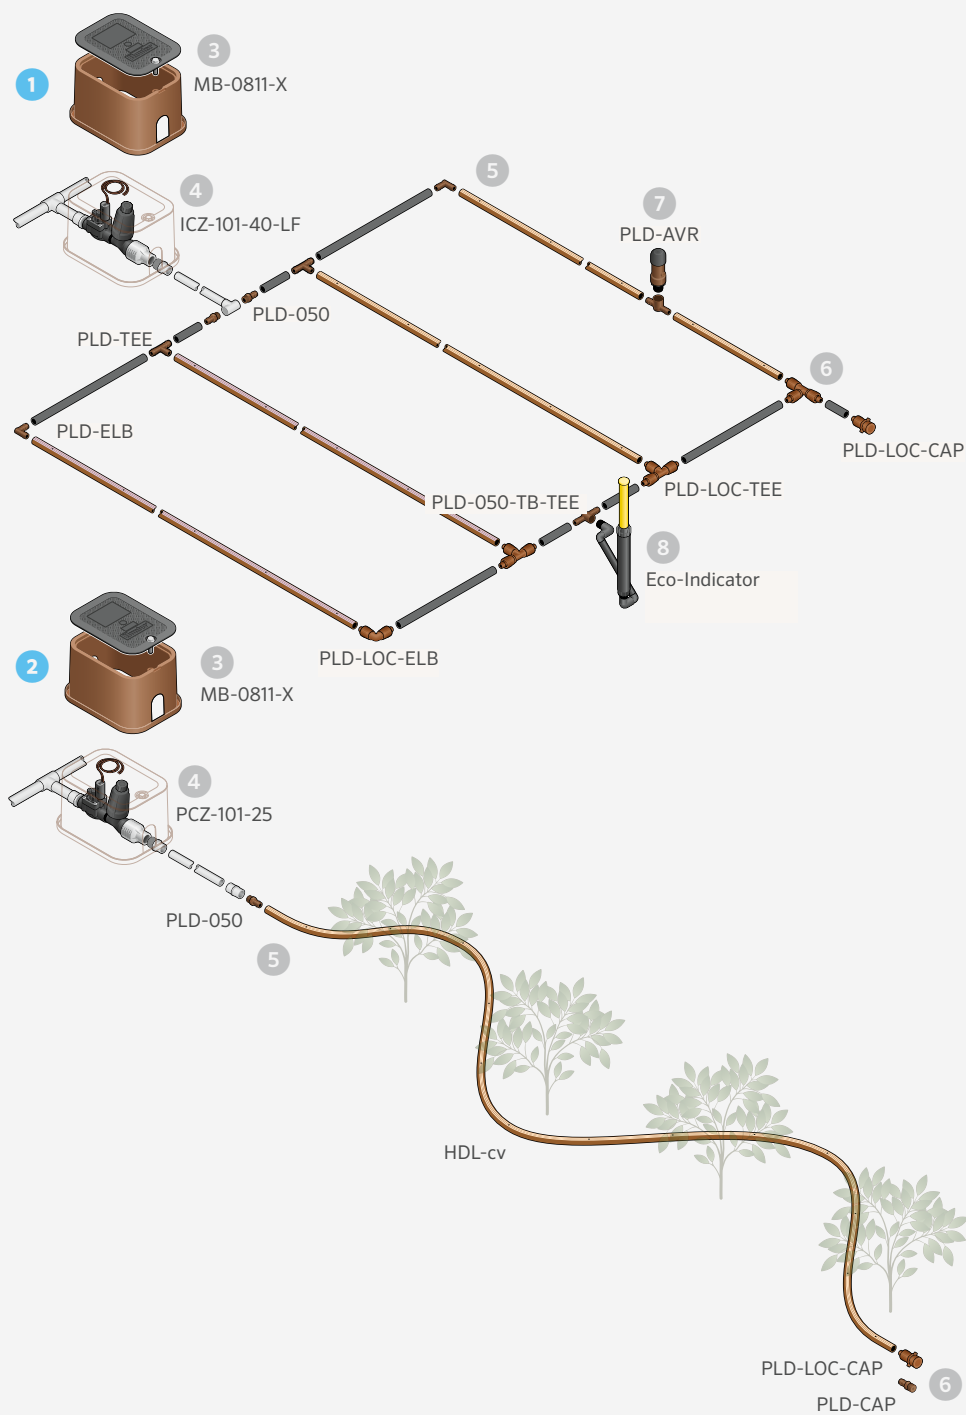 1
3
MB-0811-X
4
ICZ-101-40-LF
5
7
PLD-AVR
PLD-050
PLD-TEE
6
PLD-ELB
PLD-LOC-CAP
PLD-LOC-TEE
PLD-050-TB-TEE
8
Eco-Indicator
PLD-LOC-ELB
2
3
MB-0811-X
4
PCZ-101-25
PLD-050
5
HDL-cv
PLD-LOC-CAP
6
PLD-CAP